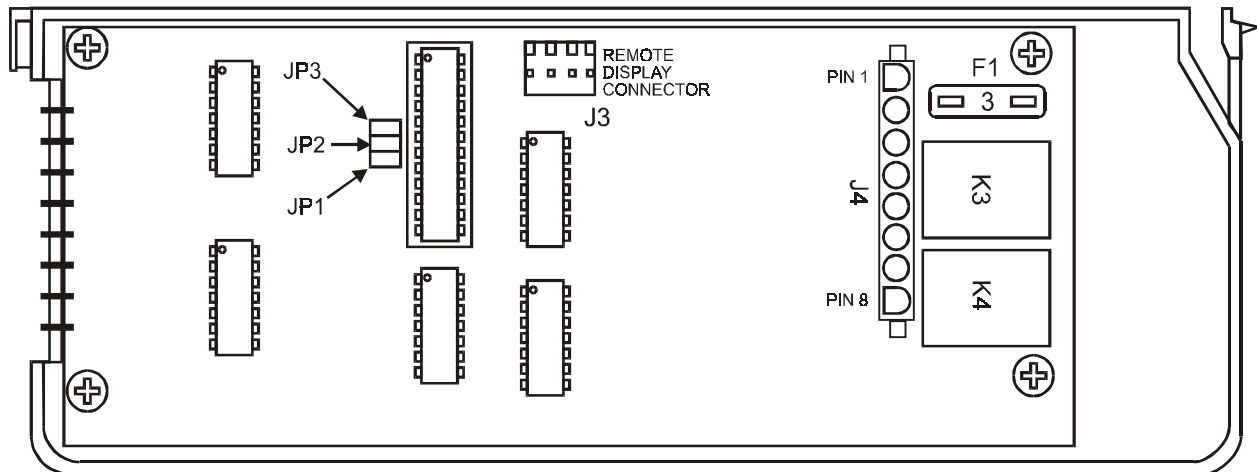 JP3
JP2
JP1
REMOTE
DISPLAY
CONNECTOR
J3
PIN 1
J4
PIN 8
F1
3
K3
K4